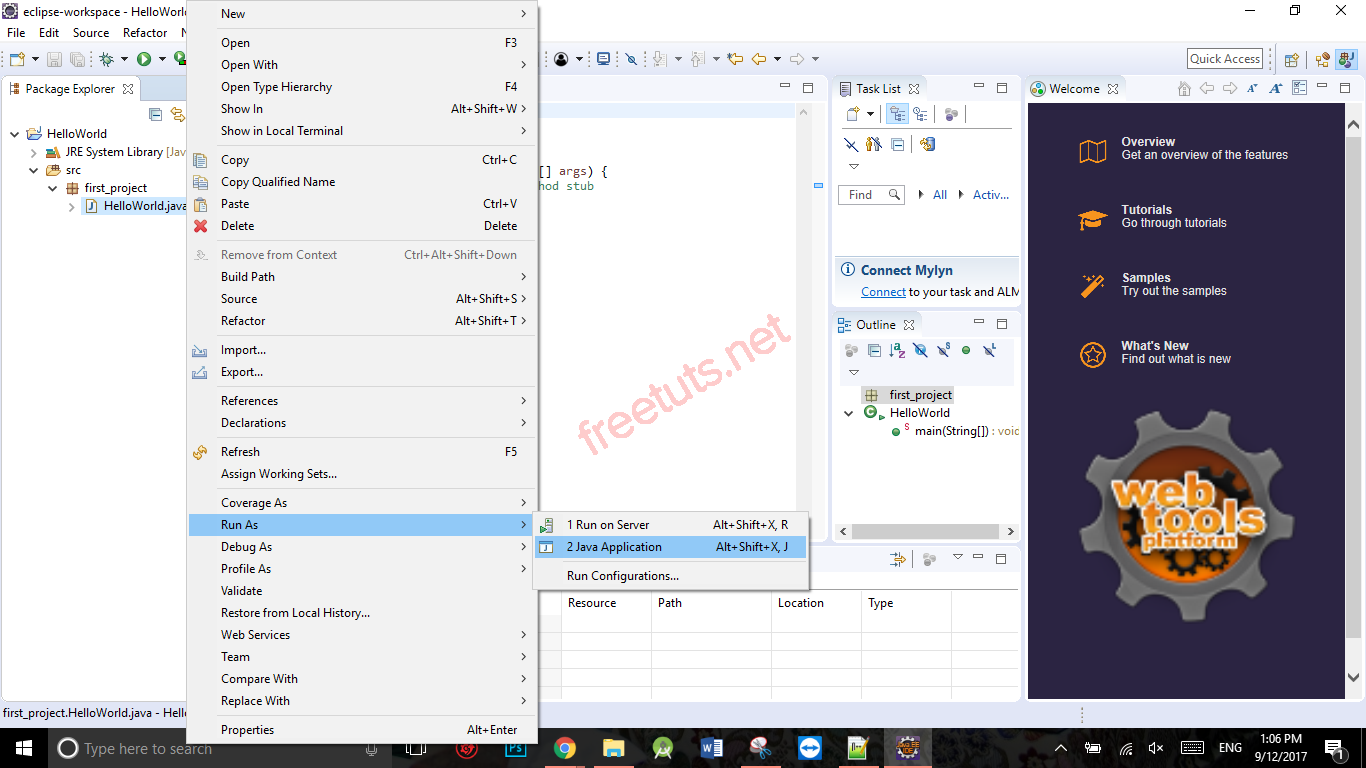 eclipse-workspace - HelloWorld
File Edit Source Refactor
Quick Access
Package Explorer
HelloWorld
JRE System Library [Jav
src
first_project
HelloWorld.java
New
Open F3
Open With
Open Type Hierarchy F4
Show In Alt+Shift+W
Show in Local Terminal
Copy Ctrl+C
Copy Qualified Name
Paste Ctrl+V
Delete Delete
Remove from Context Ctrl+Alt+Shift+Down
Build Path
Source Alt+Shift+S
Refactor Alt+Shift+T
Import...
Export...
References
Declarations
Refresh F5
Assign Working Sets...
Coverage As
Run As
Debug As
Profile As
Validate
Restore from Local History...
Web Services
Team
Compare With
Replace With
Properties Alt+Enter
1 Run on Server Alt+Shift+X, R
2 Java Application Alt+Shift+X, J
Run Configurations...
[] args) {
hod stub
freetuts.net
Task List
Find All Activ...
Connect Mylyn
Connect to your task and ALM
Outline
first_project
HelloWorld
main(String[]) : void
Resource Path Location Type
Welcome
Overview
Get an overview of the features
Tutorials
Go through tutorials
Samples
Try out the samples
What's New
Find out what is new
web
tools
platform
first_project.HelloWorld.java - Hello
Type here to search
Ps
JAVA EE
IDE
ENG
1:06 PM
9/12/2017
1